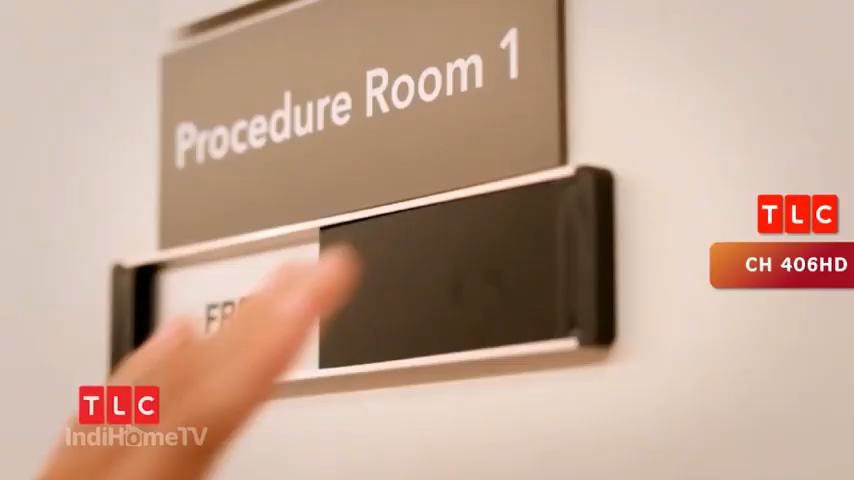 Procedure Room 1
TLC
CH 406HD
TLC
IndiHomeTV